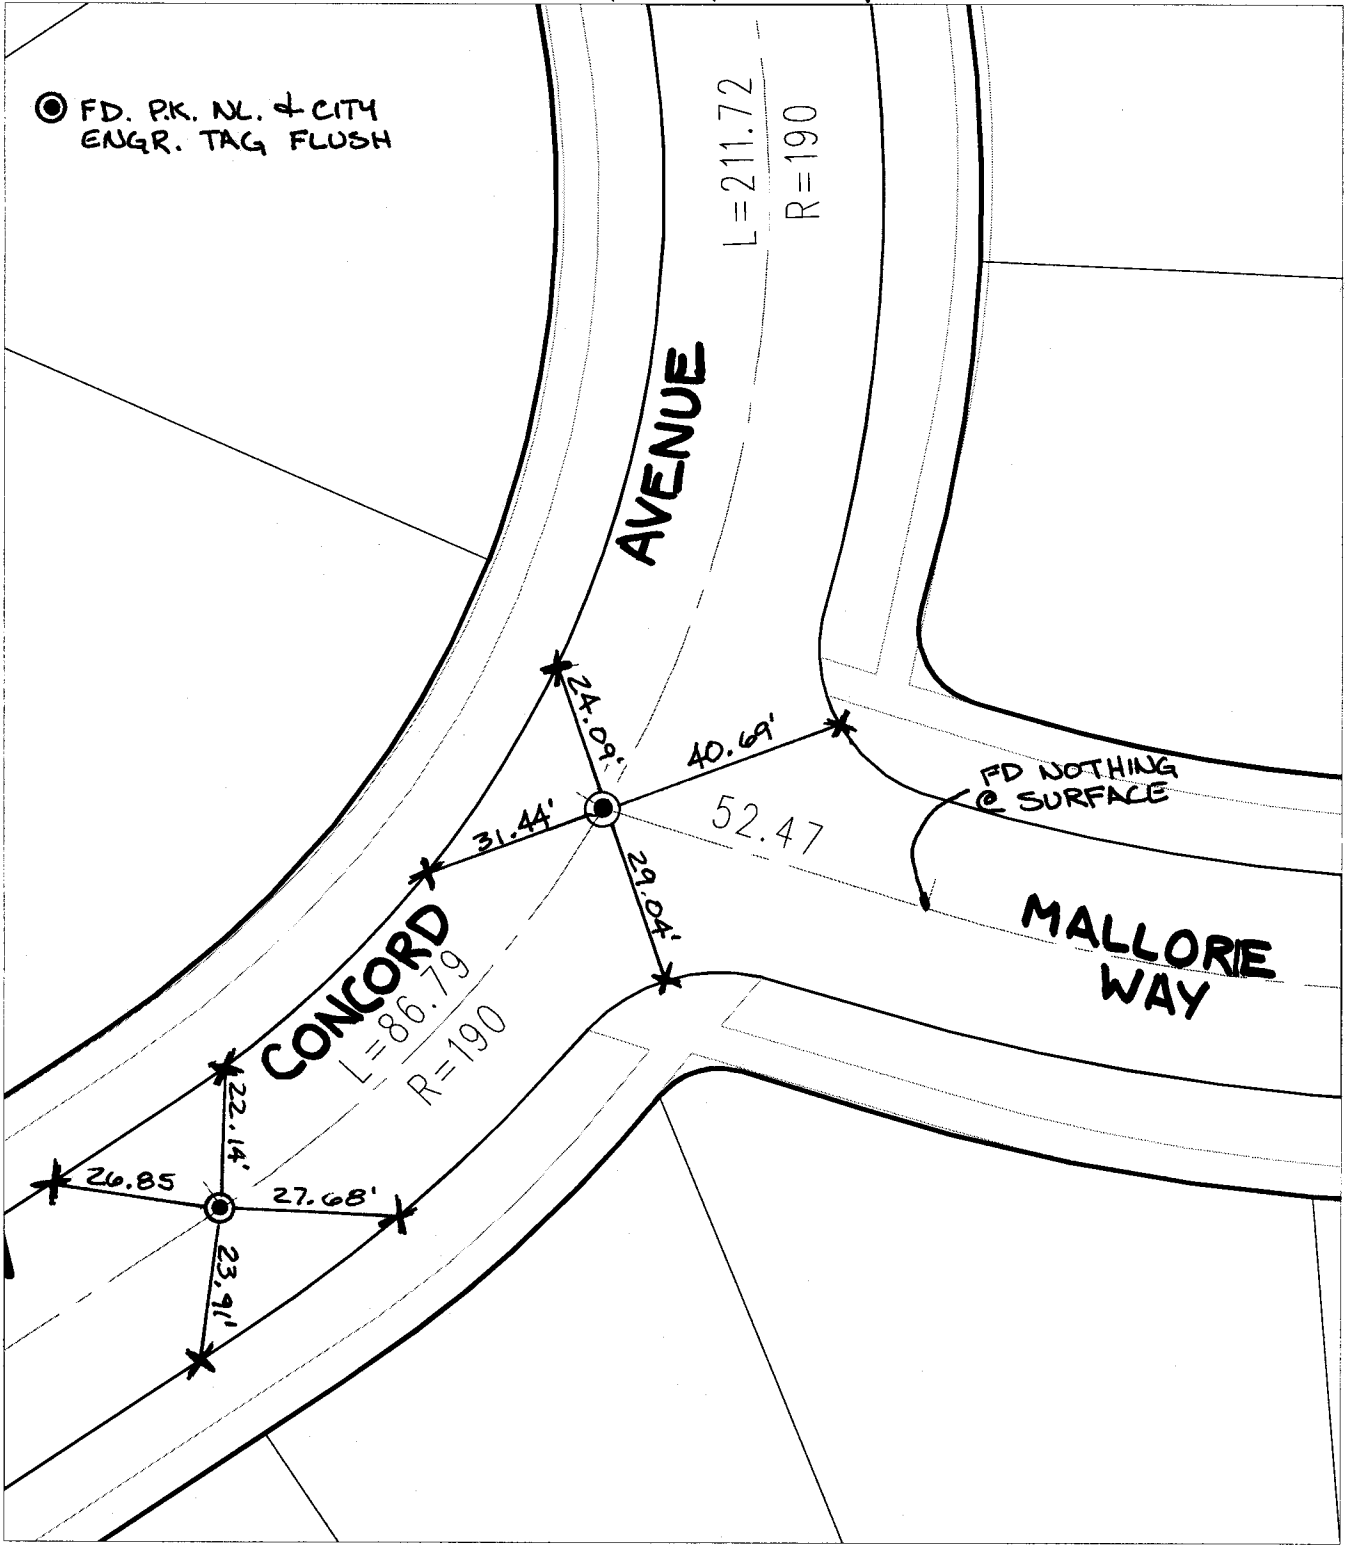 FD. P.K. NL. & CITY
ENGR. TAG FLUSH
L=211.72
R=190
AVENUE
24.09'
40.69'
FD NOTHING
@ SURFACE
52.47
31.44'
29.04'
MALLORIE
WAY
CONCORD
L=86.79
R=190
22.14'
26.85
27.68'
23.91'